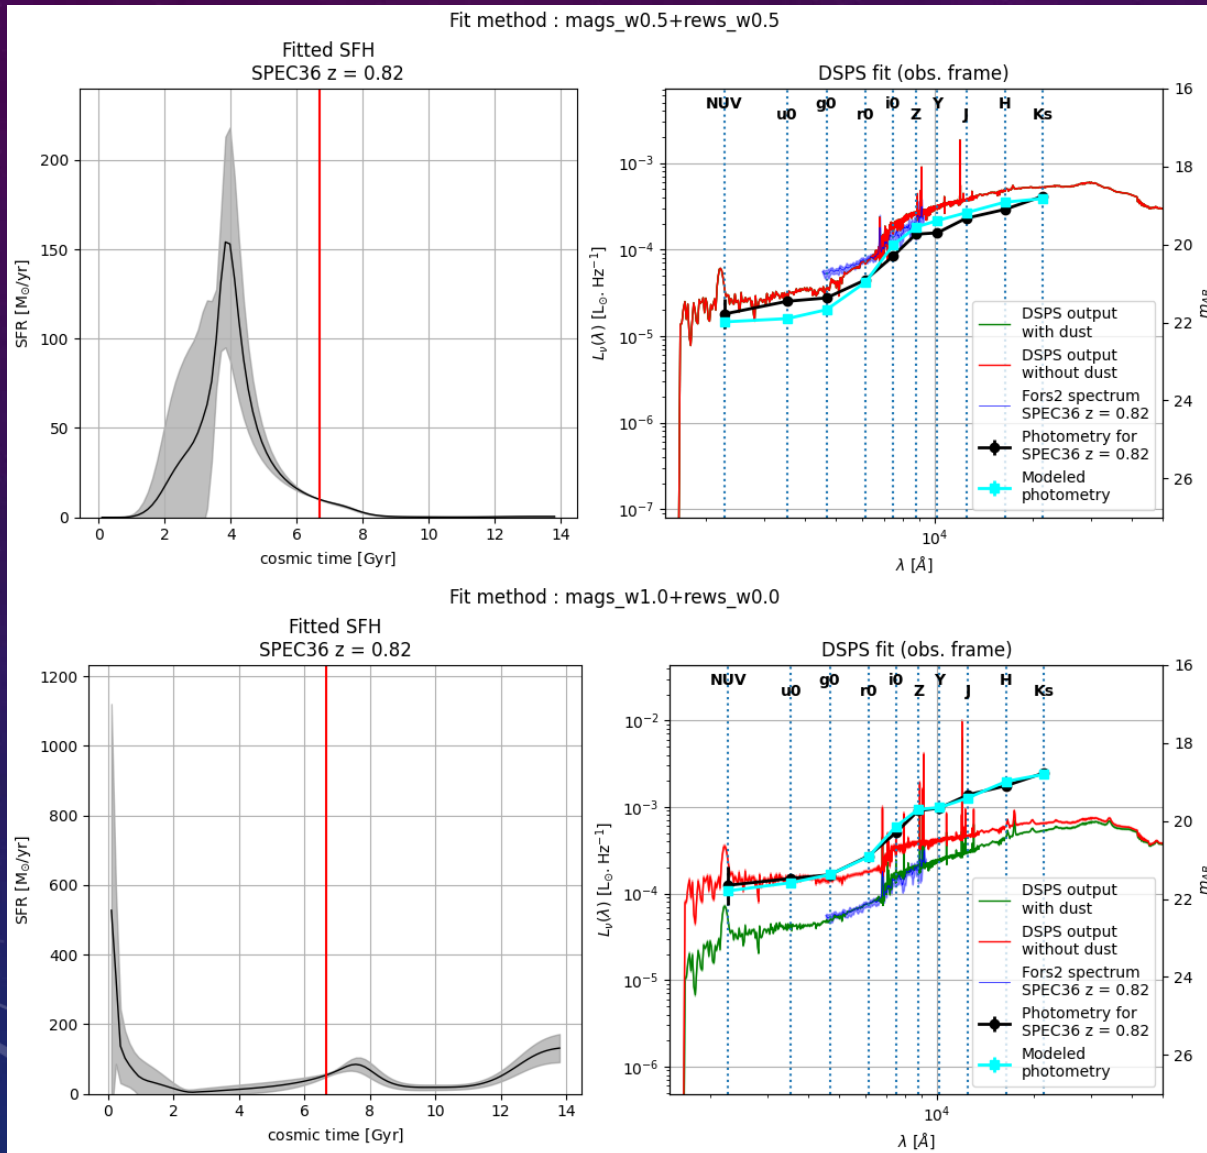 Fit method : mags_w0.5+rews_w0.5
Fitted SFH
SPEC36 z = 0.82
SFR [M⊙/yr]
200
150
100
50
0
0 2 4 6 8 10 12 14
cosmic time [Gyr]
DSPS fit (obs. frame)
NUV u0 g0 r0 i0 Z Y J H Ks
Lν(λ) [L⊙. Hz⁻¹]
10⁻³
10⁻⁴
10⁻⁵
10⁻⁶
10⁻⁷
16
18
20
22
24
26
mAB
DSPS output
with dust
DSPS output
without dust
Fors2 spectrum
SPEC36 z = 0.82
Photometry for
SPEC36 z = 0.82
Modeled
photometry
10⁴
λ [Å]
Fit method : mags_w1.0+rews_w0.0
Fitted SFH
SPEC36 z = 0.82
SFR [M⊙/yr]
1200
1000
800
600
400
200
0
0 2 4 6 8 10 12 14
cosmic time [Gyr]
DSPS fit (obs. frame)
NUV u0 g0 r0 i0 Z Y J H Ks
Lν(λ) [L⊙. Hz⁻¹]
10⁻²
10⁻³
10⁻⁴
10⁻⁵
10⁻⁶
16
18
20
22
24
26
mAB
DSPS output
with dust
DSPS output
without dust
Fors2 spectrum
SPEC36 z = 0.82
Photometry for
SPEC36 z = 0.82
Modeled
photometry
10⁴
λ [Å]